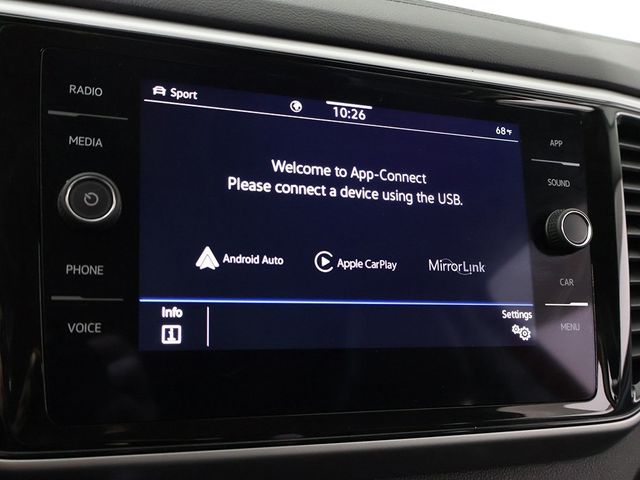 RADIO
MEDIA
PHONE
VOICE
Sport
10:26
68°F
Welcome to App-Connect
Please connect a device using the USB.
Android Auto
Apple CarPlay
MirrorLink
Info
Settings
APP
SOUND
CAR
MENU